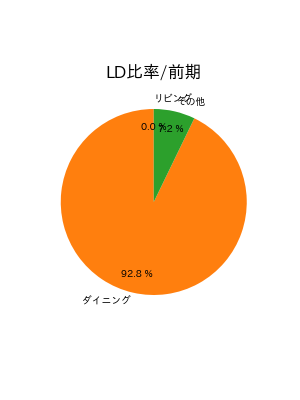 LD比率/前期
リビング
その他
0.0 %
7.2 %
92.8 %
ダイニング